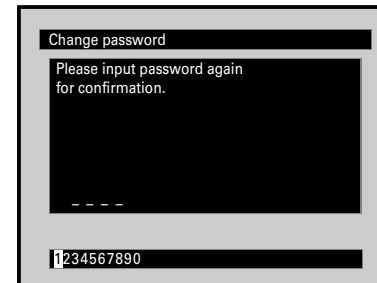 Change password
Please input password again
for confirmation.
_ _ _ _
1234567890